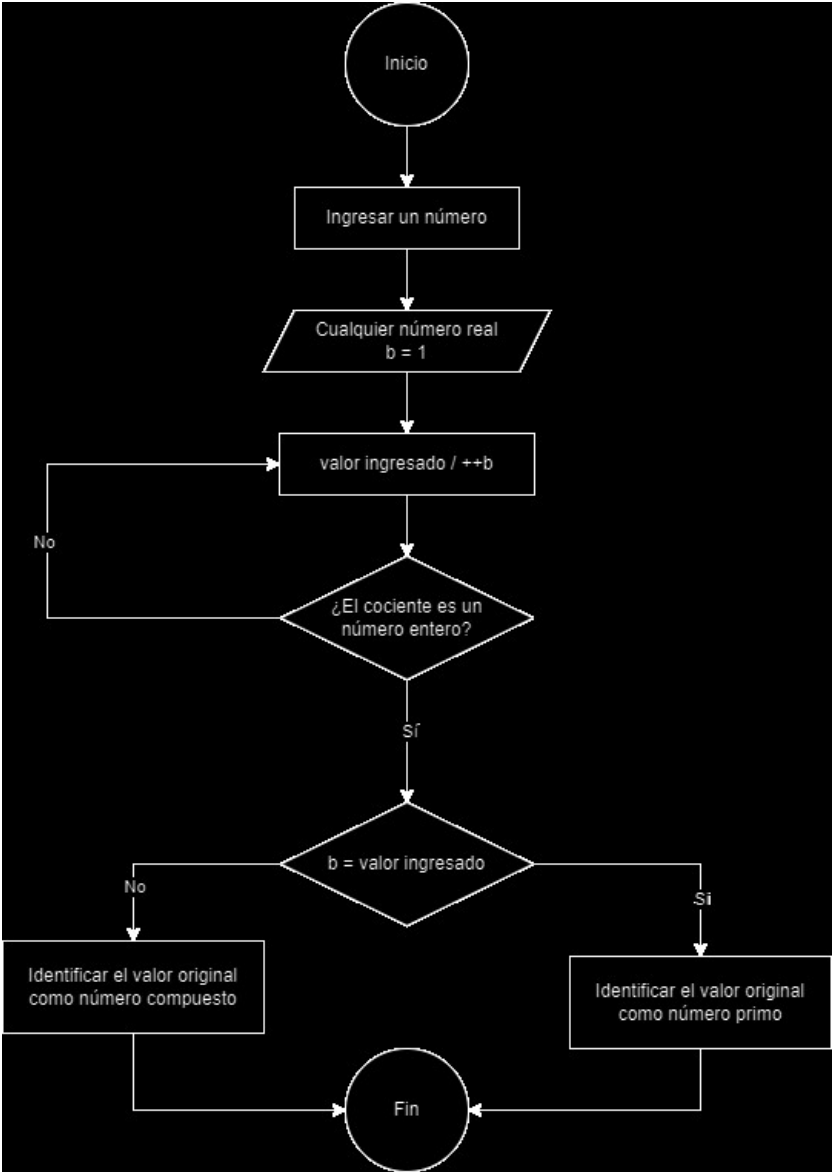 Inicio
Ingresar un número
Cualquier número real
b = 1
valor ingresado / ++b
No
¿El cociente es un
número entero?
Sí
b = valor ingresado
No
Si
Identificar el valor original
como número compuesto
Identificar el valor original
como número primo
Fin